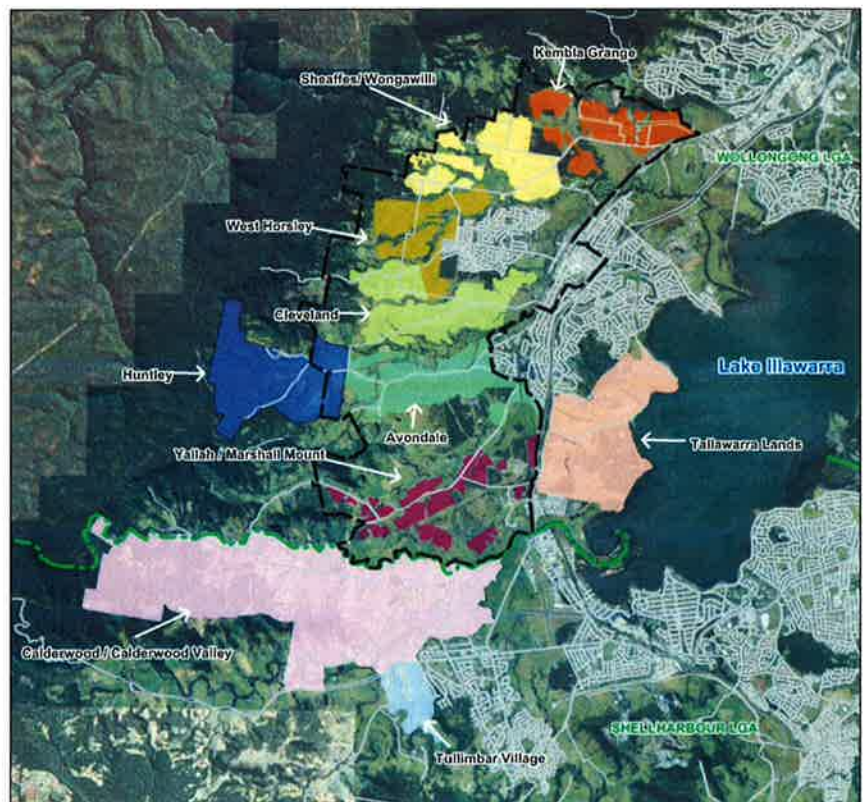 Kembla Grange
Sheaffes/ Wongawilli
WOLLONGONG LGA
West Horsley
Cleveland
Lake Illawarra
Huntley
Avondale
Tallawarra Lands
Yallah / Marshall Mount
Calderwood / Calderwood Valley
SHELLHARBOUR LGA
Tullimbar Village